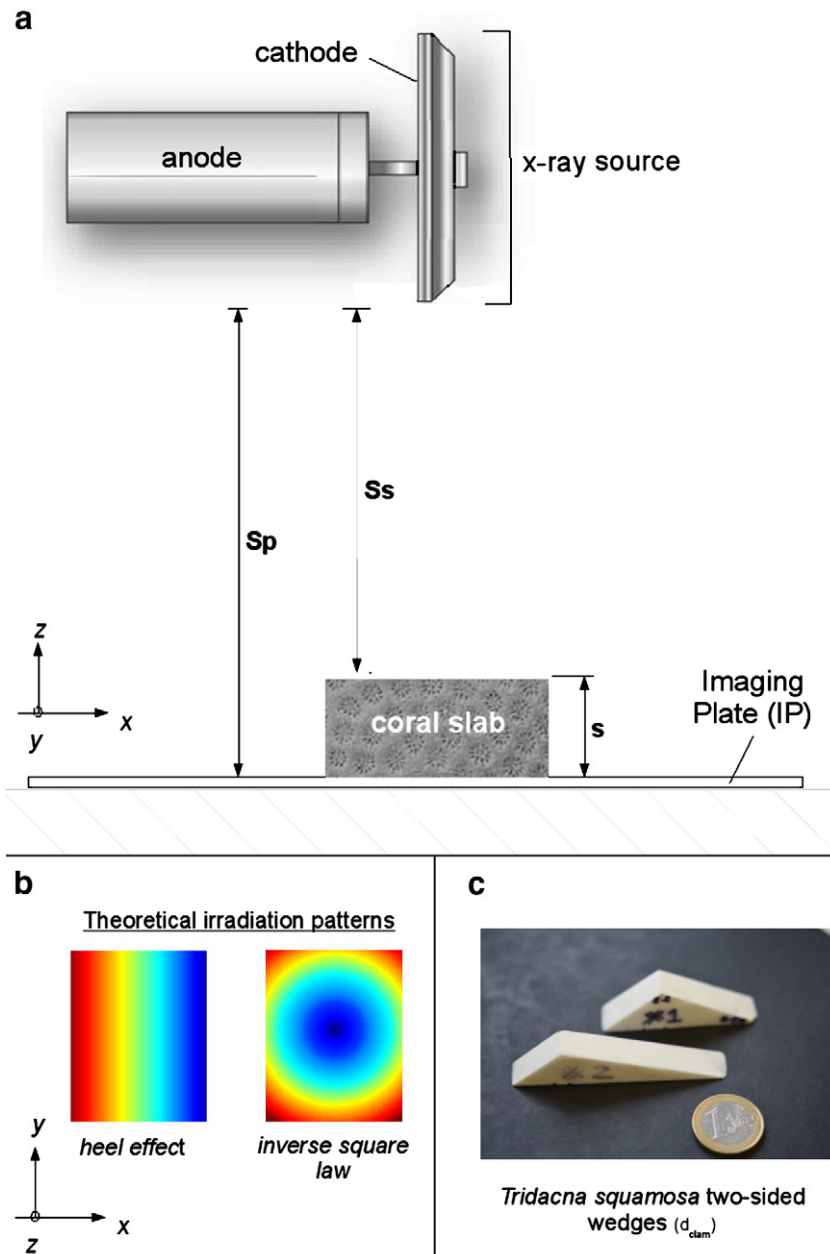 a
cathode
anode
x-ray source
Ss
Sp
z
y
x
coral slab
s
Imaging
Plate (IP)
b
Theoretical irradiation patterns
heel effect
inverse square
law
y
z
x
c
#1
#2
1
Tridacna squamosa two-sided
wedges (dclam)